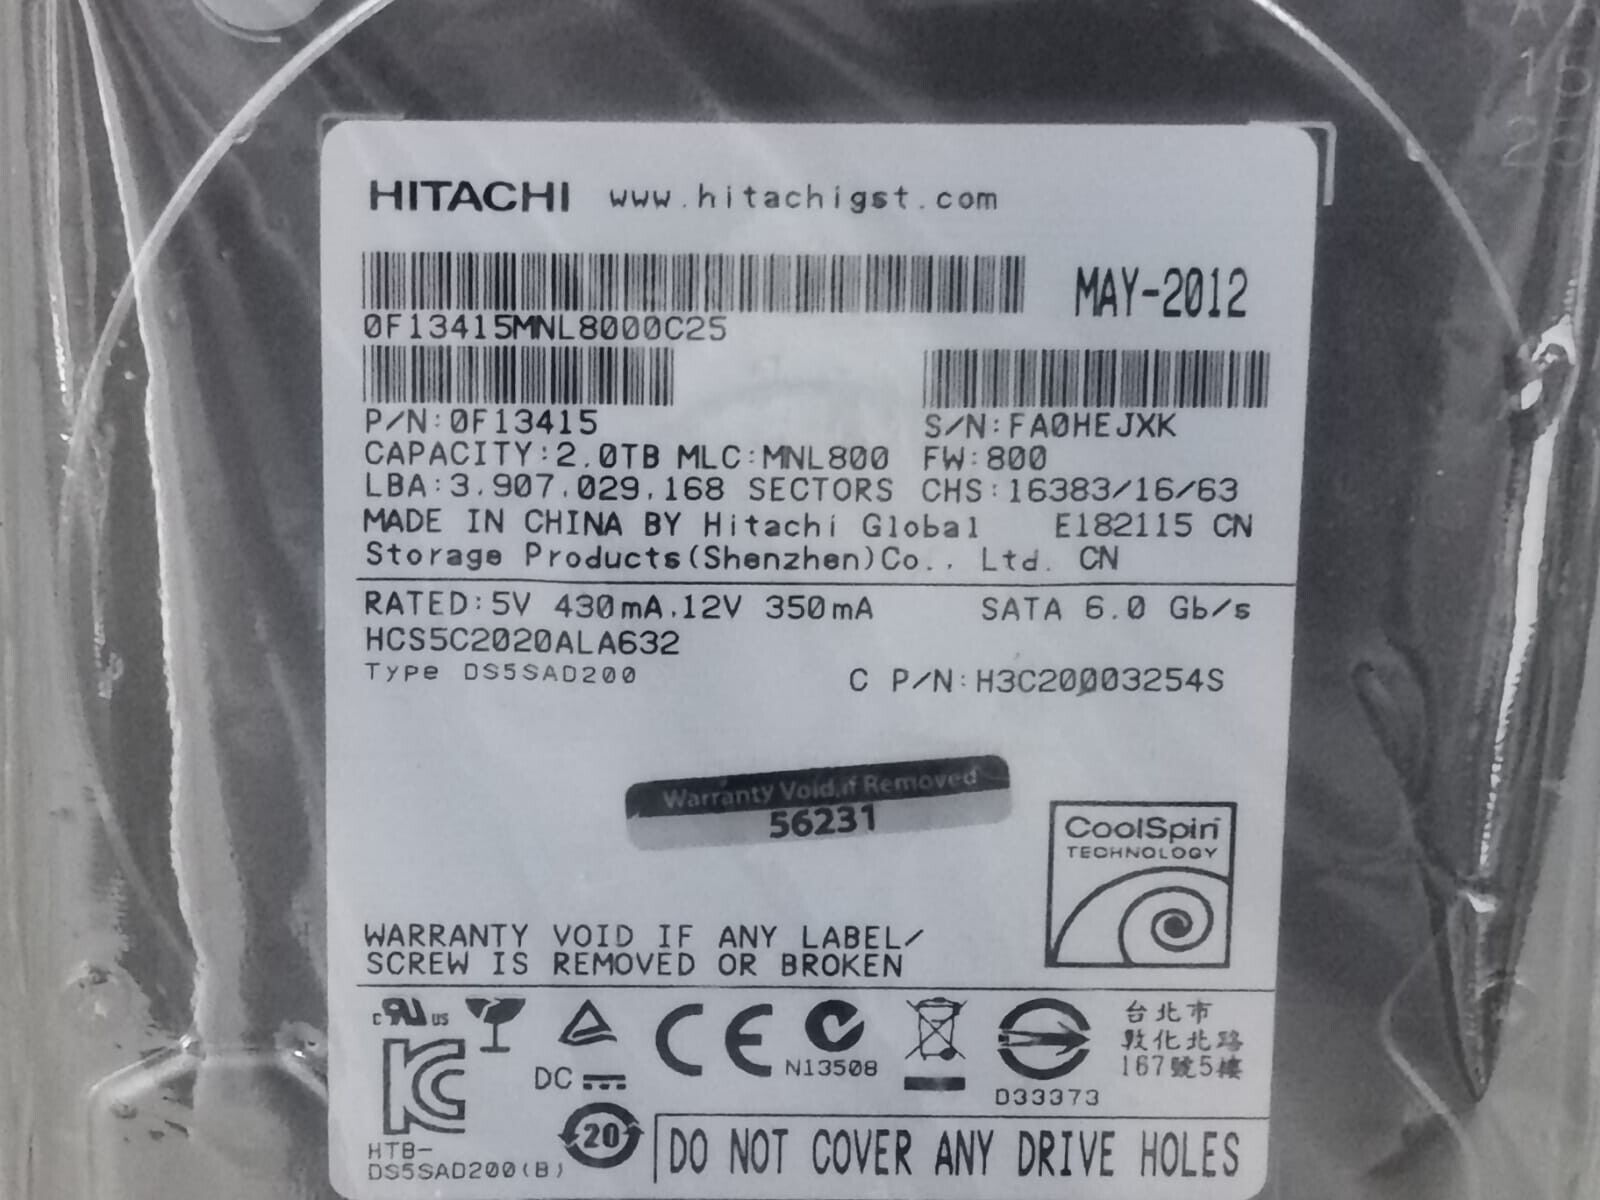 HITACHI www.hitachigst.com
MAY-2012
0F13415MNL8000C25
P/N:0F13415 S/N:FA0HEJXK
CAPACITY:2.0TB MLC:MNL800 FW:800
LBA:3,907,029,168 SECTORS CHS:16383/16/63
MADE IN CHINA BY Hitachi Global E182115 CN
Storage Products(Shenzhen)Co., Ltd. CN
RATED:5V 430mA,12V 350mA SATA 6.0 Gb/s
HCS5C2020ALA632
Type DS5SAD200 C P/N:H3C20003254S
Warranty Void if Removed
56231
CoolSpin
TECHNOLOGY
WARRANTY VOID IF ANY LABEL/
SCREW IS REMOVED OR BROKEN
c US
CE
N13508
DC
D33373
台北市
敦化北路
167號5樓
20
HTB-
DS5SAD200(B)
DO NOT COVER ANY DRIVE HOLES